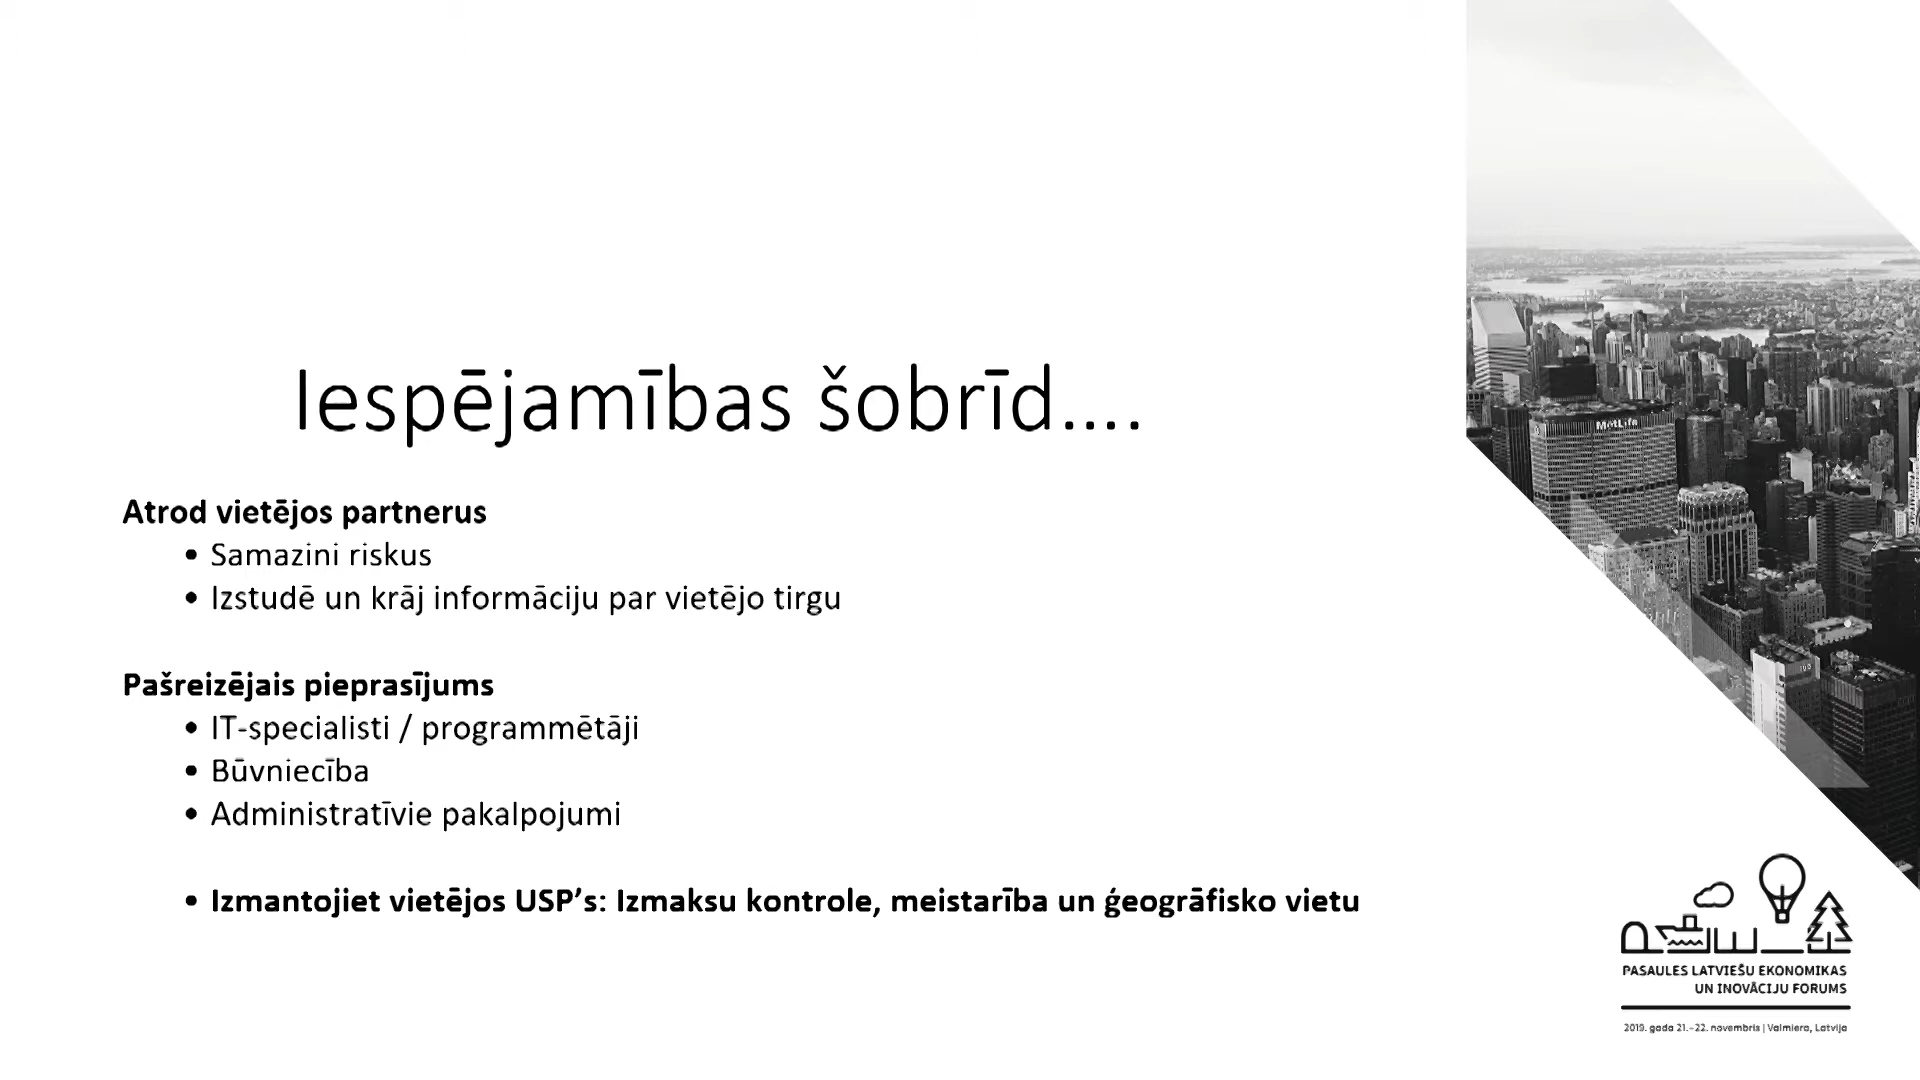 Iespējamības šobrīd....
Atrod vietējos partnerus
• Samazini riskus
• Izstudē un krāj informāciju par vietējo tirgu
Pašreizējais pieprasījums
• IT-specialisti / programmētāji
• Būvniecība
• Administratīvie pakalpojumi
• Izmantojiet vietējos USP’s: Izmaksu kontrole, meistarība un ģeogrāfisko vietu
MetLife
PASAULES LATVIEŠU EKONOMIKAS
UN INOVĀCIJU FORUMS
2019. gada 21.–22. novembris | Valmiera, Latvija